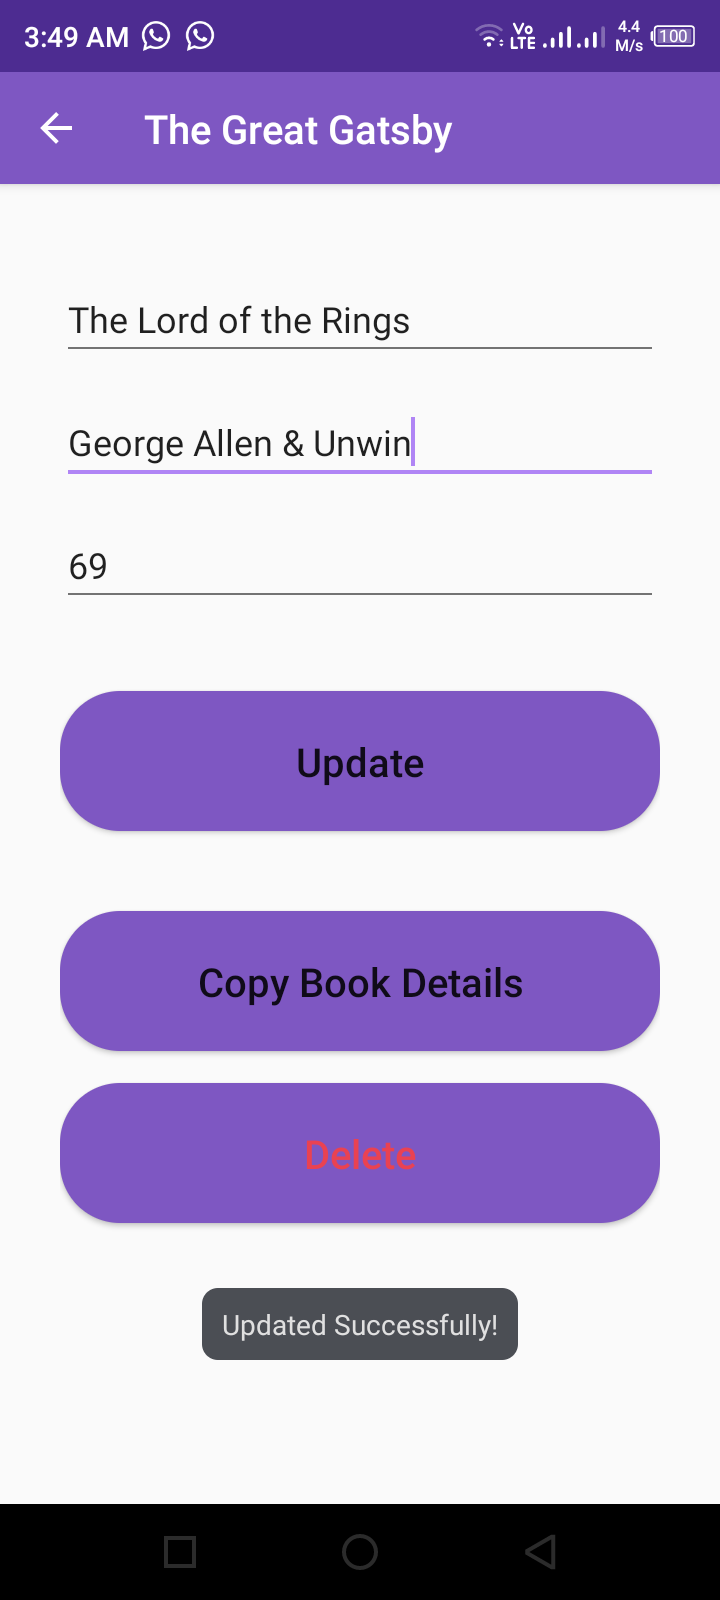 3:49 AM Vo LTE 4.4 M/s 100
The Great Gatsby
The Lord of the Rings
George Allen & Unwin
69
Update
Copy Book Details
Delete
Updated Successfully!